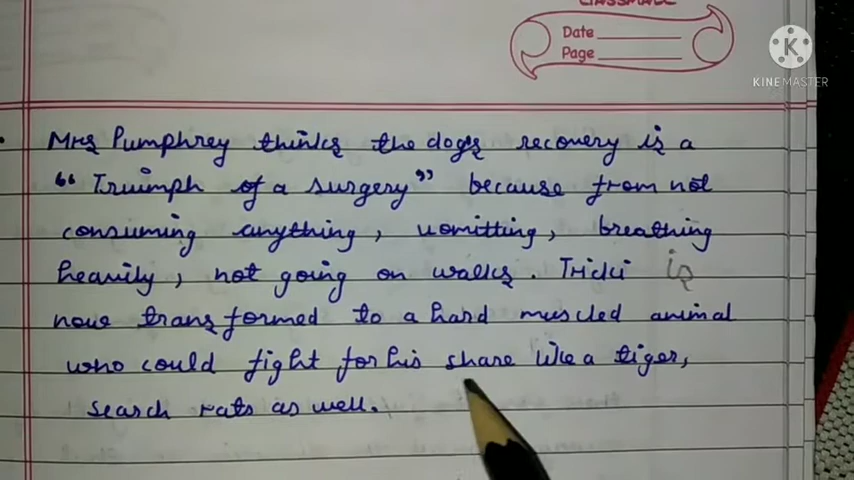 CLASSMATE
Date
Page
KINEMASTER
Mrs Pumphrey thinks the dog's recovery is a
"Triumph of a surgery" because from not
consuming anything, vomitting, breathing
heavily, not going on walks. Tricki is
now transformed to a hard muscled animal
who could fight for his share like a tiger,
search rats as well.